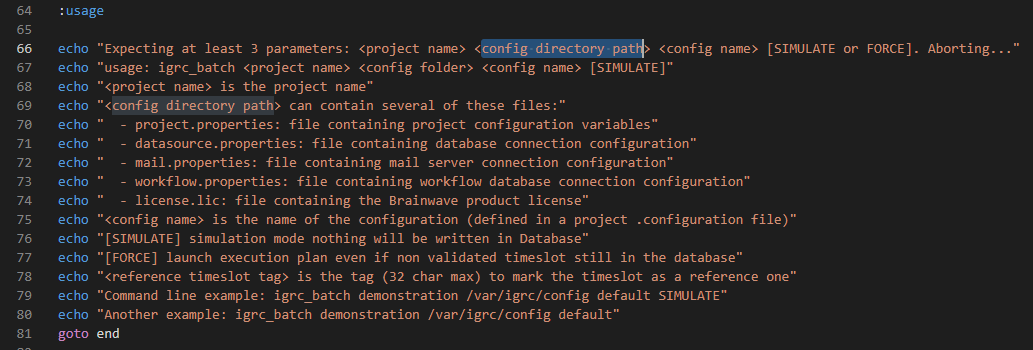 64 :usage
65
66 echo "Expecting at least 3 parameters: <project name> <config directory path> <config name> [SIMULATE or FORCE]. Aborting..."
67 echo "usage: igrc_batch <project name> <config folder> <config name> [SIMULATE]"
68 echo "<project name> is the project name"
69 echo "<config directory path> can contain several of these files:"
70 echo "  - project.properties: file containing project configuration variables"
71 echo "  - datasource.properties: file containing database connection configuration"
72 echo "  - mail.properties: file containing mail server connection configuration"
73 echo "  - workflow.properties: file containing workflow database connection configuration"
74 echo "  - license.lic: file containing the Brainwave product license"
75 echo "<config name> is the name of the configuration (defined in a project .configuration file)"
76 echo "[SIMULATE] simulation mode nothing will be written in Database"
77 echo "[FORCE] launch execution plan even if non validated timeslot still in the database"
78 echo "<reference timeslot tag> is the tag (32 char max) to mark the timeslot as a reference one"
79 echo "Command line example: igrc_batch demonstration /var/igrc/config default SIMULATE"
80 echo "Another example: igrc_batch demonstration /var/igrc/config default"
81 goto end